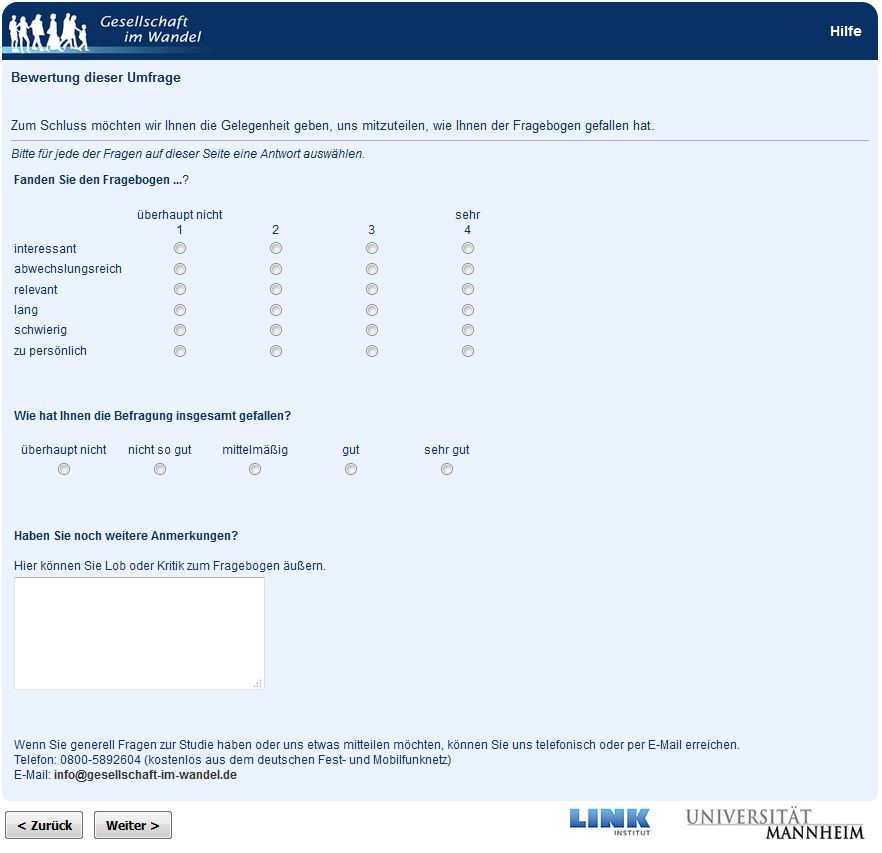 Gesellschaft
im Wandel
Hilfe
Bewertung dieser Umfrage
Zum Schluss möchten wir Ihnen die Gelegenheit geben, uns mitzuteilen, wie Ihnen der Fragebogen gefallen hat.
Bitte für jede der Fragen auf dieser Seite eine Antwort auswählen.
Fanden Sie den Fragebogen ...?
überhaupt nicht sehr
1 2 3 4
interessant
abwechslungsreich
relevant
lang
schwierig
zu persönlich
Wie hat Ihnen die Befragung insgesamt gefallen?
überhaupt nicht nicht so gut mittelmäßig gut sehr gut
Haben Sie noch weitere Anmerkungen?
Hier können Sie Lob oder Kritik zum Fragebogen äußern.
Wenn Sie generell Fragen zur Studie haben oder uns etwas mitteilen möchten, können Sie uns telefonisch oder per E-Mail erreichen.
Telefon: 0800-5892604 (kostenlos aus dem deutschen Fest- und Mobilfunknetz)
E-Mail: info@gesellschaft-im-wandel.de
< Zurück Weiter >
LINK
INSTITUT
UNIVERSITÄT
MANNHEIM